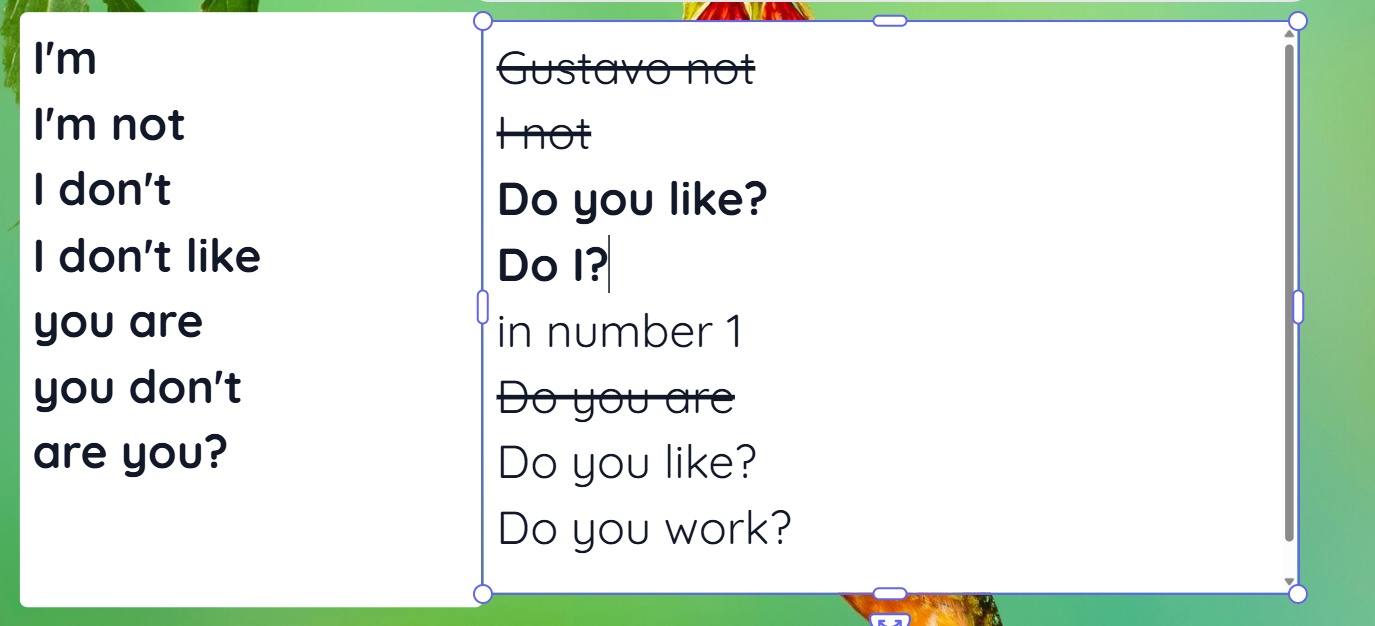 I'm
I'm not
I don't
I don't like
you are
you don't
are you?
Gustavo not
I not
Do you like?
Do I?
in number 1
Do you are
Do you like?
Do you work?